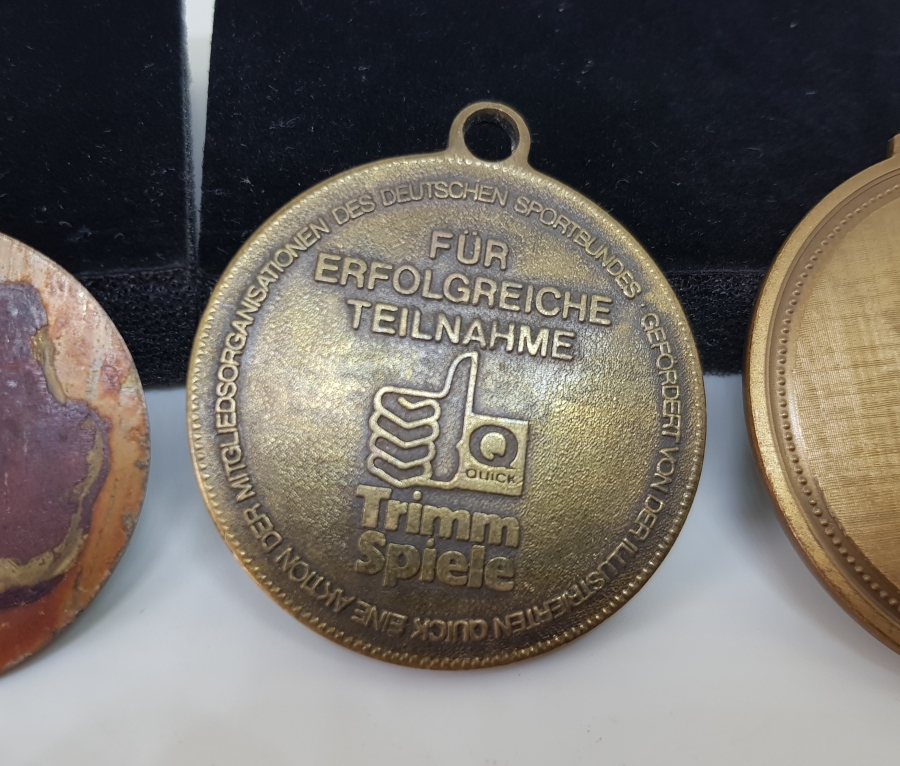 EINE AKTION DER MITGLIEDSORGANISATIONEN DES DEUTSCHEN SPORTBUNDES · GEFÖRDERT VON DER ILLUSTRIERTEN QUICK
FÜR
ERFOLGREICHE
TEILNAHME
QUICK
Trimm
Spiele